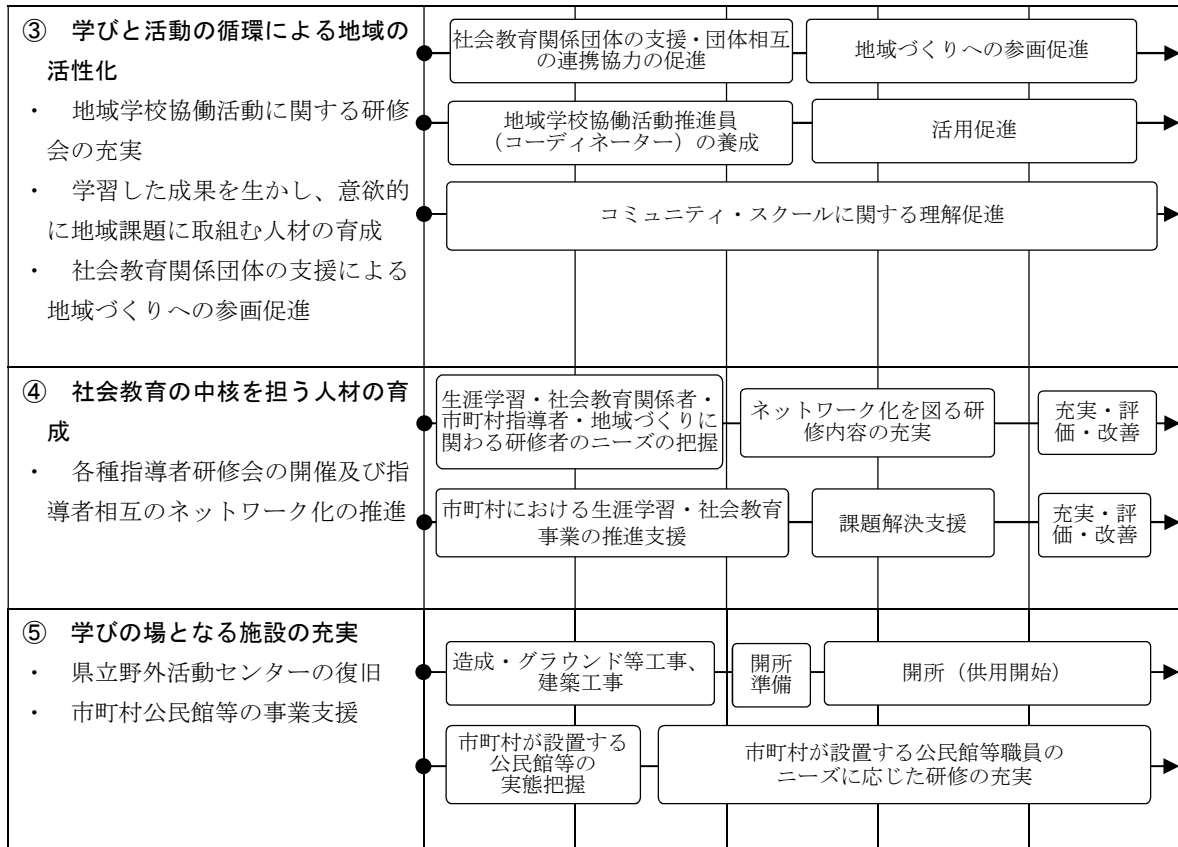 ③　学びと活動の循環による地域の
活性化
・　地域学校協働活動に関する研修
会の充実
・　学習した成果を生かし、意欲的
に地域課題に取組む人材の育成
・　社会教育関係団体の支援による
地域づくりへの参画促進
社会教育関係団体の支援・団体相互
の連携協力の促進
地域づくりへの参画促進
地域学校協働活動推進員
（コーディネーター）の養成
活用促進
コミュニティ・スクールに関する理解促進
④　社会教育の中核を担う人材の育
成
・　各種指導者研修会の開催及び指
導者相互のネットワーク化の推進
生涯学習・社会教育関係者・
市町村指導者・地域づくりに
関わる研修者のニーズの把握
ネットワーク化を図る研
修内容の充実
充実・評
価・改善
市町村における生涯学習・社会教育
事業の推進支援
課題解決支援
充実・評
価・改善
⑤　学びの場となる施設の充実
・　県立野外活動センターの復旧
・　市町村公民館等の事業支援
造成・グラウンド等工事、
建築工事
開所
準備
開所（供用開始）
市町村が設置する
公民館等の
実態把握
市町村が設置する公民館等職員の
ニーズに応じた研修の充実